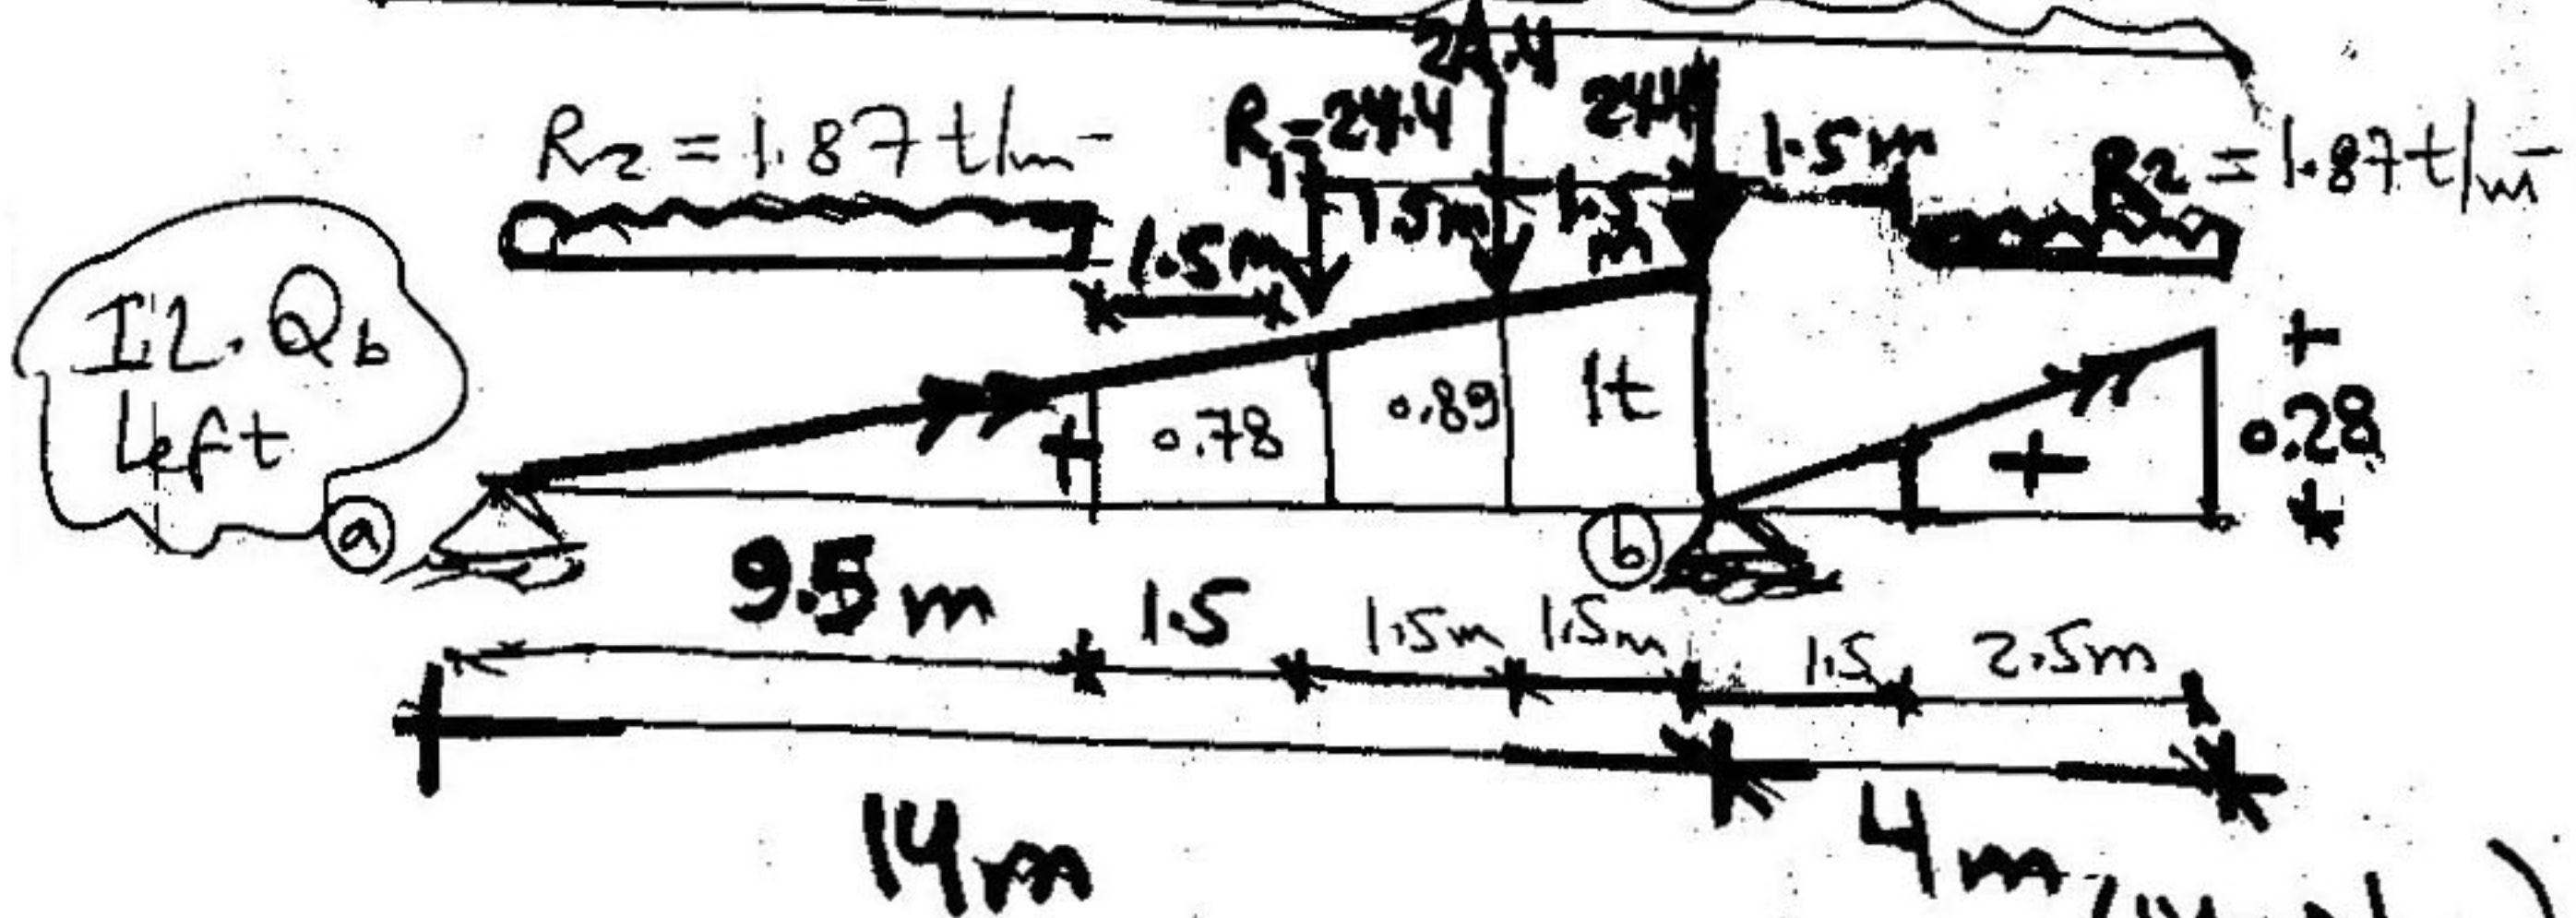 24.4
R2 = 1.87 t/m
R1=24.4
24.4
1.5m
R2 = 1.87 t/m
1.5m
1.5m
1.5m
I.L. Qb
Left
+
0.78
0.89
1t
+
+
0.28
a
b
9.5m
1.5
1.5m
1.5m
1.5
2.5m
14m
4m